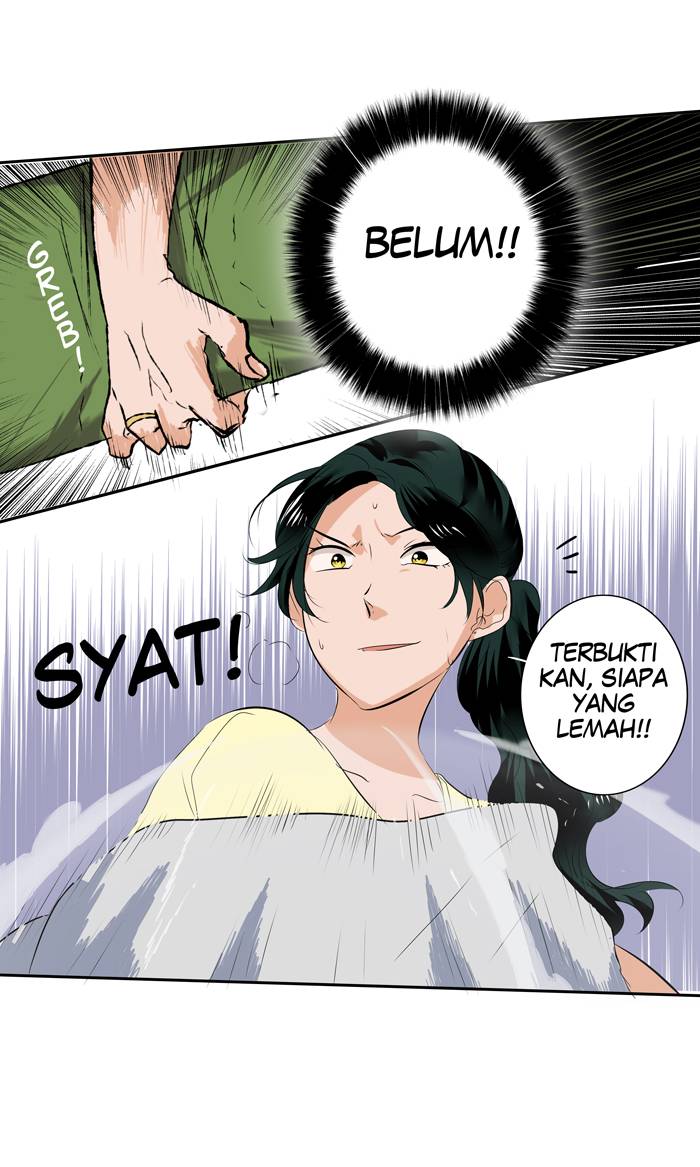 BELUM!!
GREB!
SYAT!
TERBUKTI
KAN, SIAPA
YANG
LEMAH!!